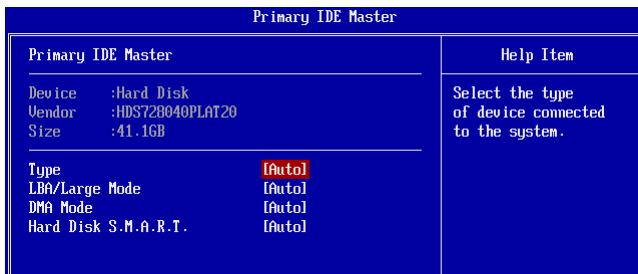 Primary IDE Master
Primary IDE Master
Device :Hard Disk
Vendor :HDS728040PLAT20
Size :41.1GB
Type [Auto]
LBA/Large Mode [Auto]
DMA Mode [Auto]
Hard Disk S.M.A.R.T. [Auto]
Help Item
Select the type
of device connected
to the system.